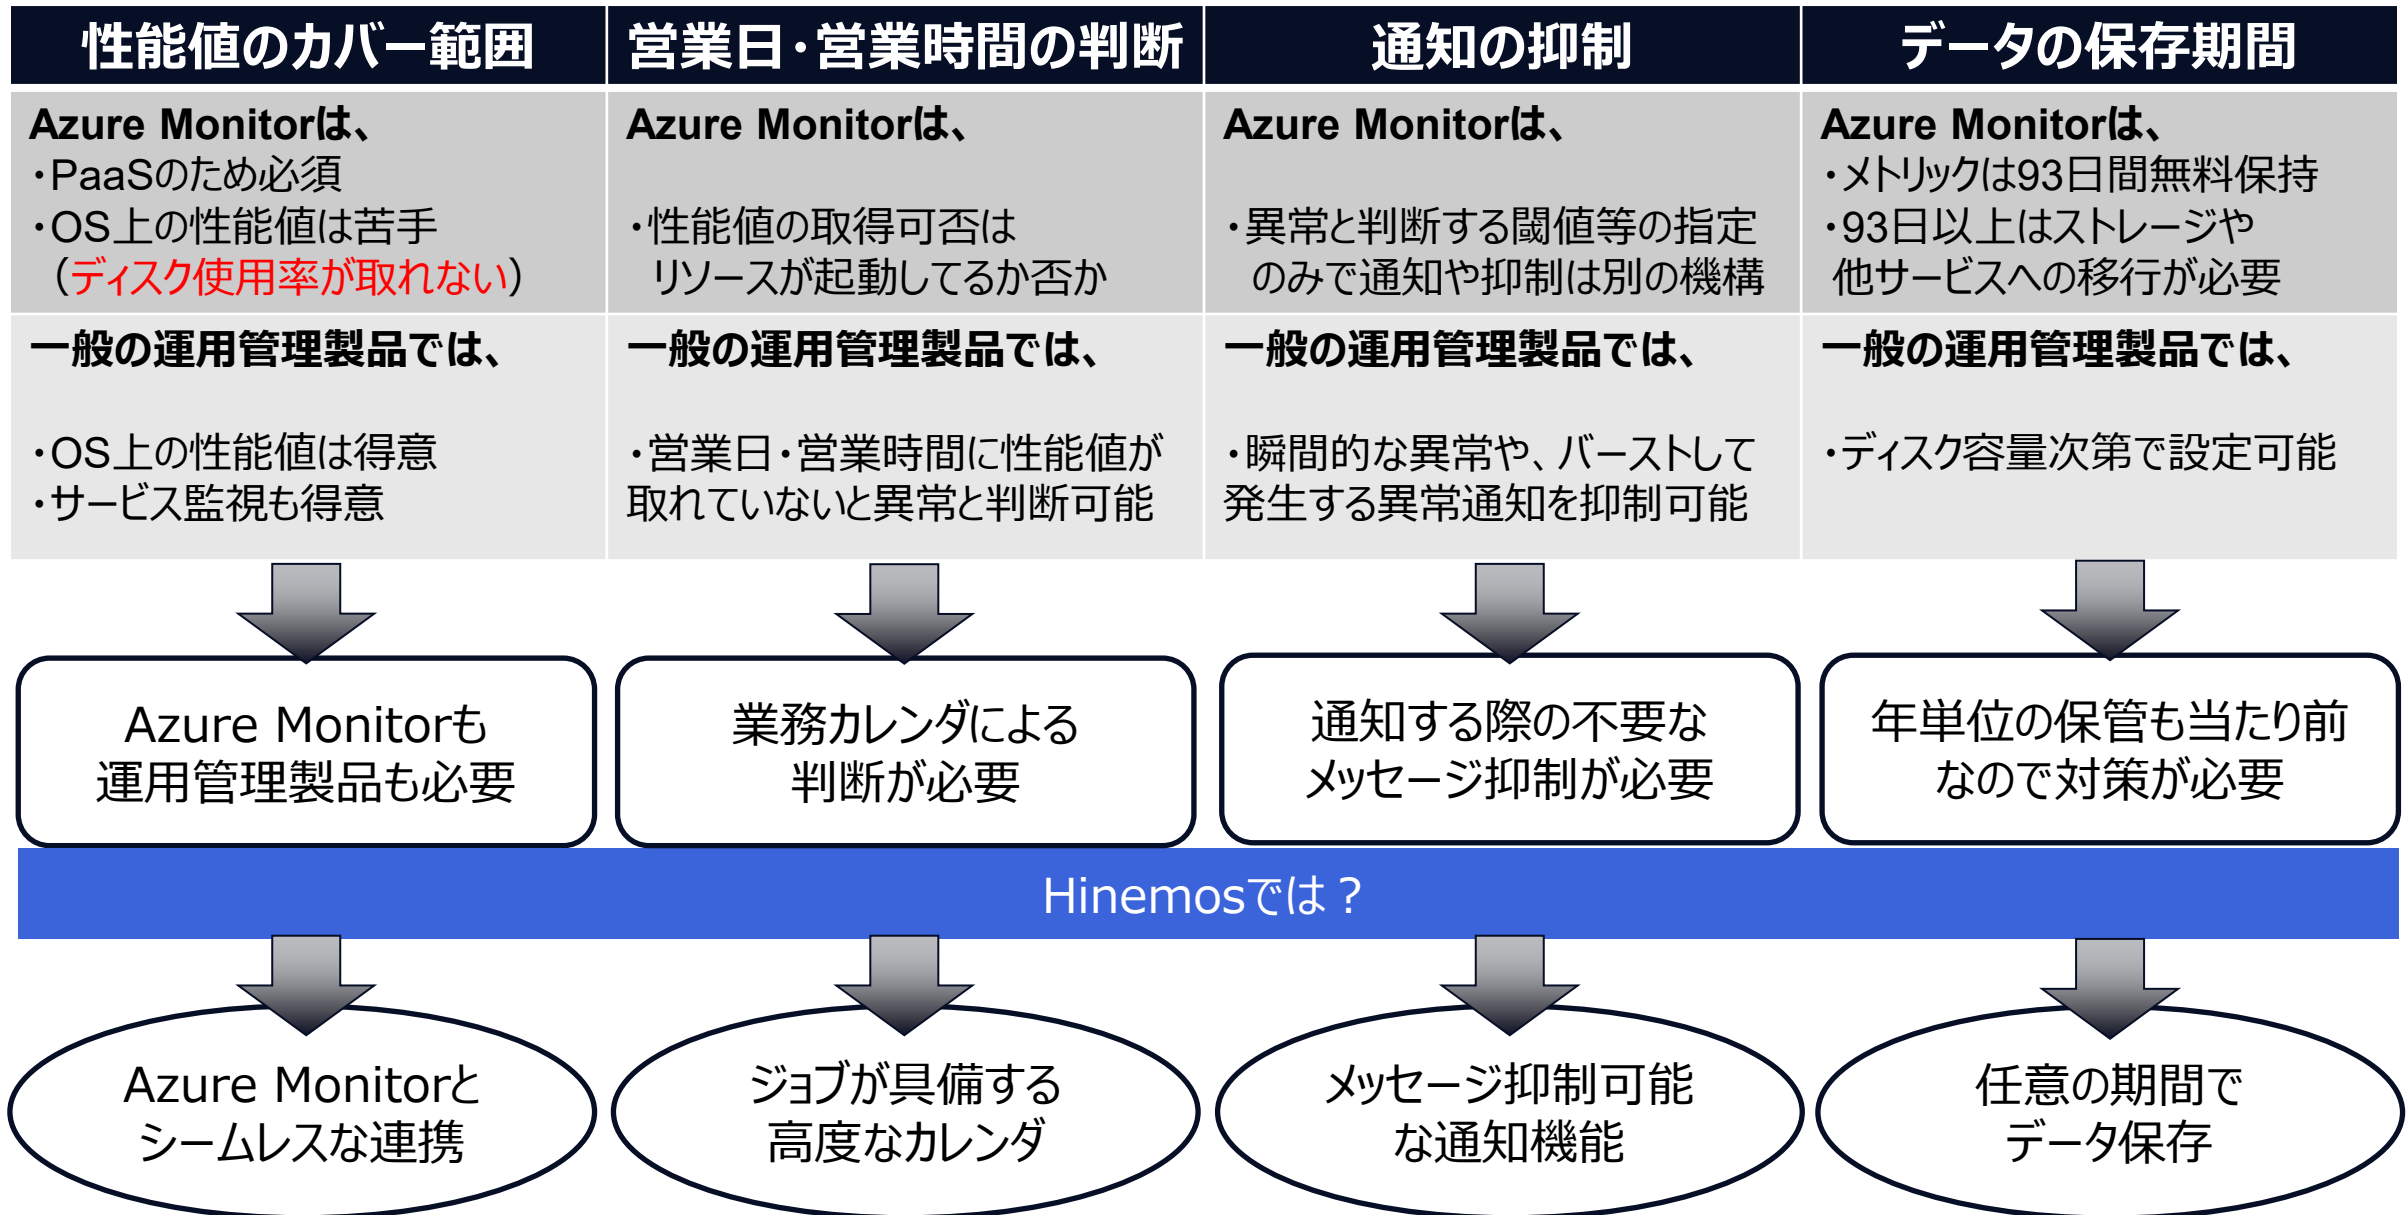 性能値のカバー範囲
営業日・営業時間の判断
通知の抑制
データの保存期間
Azure Monitorは、
・PaaSのため必須
・OS上の性能値は苦手
（ディスク使用率が取れない）
Azure Monitorは、
・性能値の取得可否は
リソースが起動してるか否か
Azure Monitorは、
・異常と判断する閾値等の指定
のみで通知や抑制は別の機構
Azure Monitorは、
・メトリックは93日間無料保持
・93日以上はストレージや
他サービスへの移行が必要
一般の運用管理製品では、
・OS上の性能値は得意
・サービス監視も得意
一般の運用管理製品では、
・営業日・営業時間に性能値が
取れていないと異常と判断可能
一般の運用管理製品では、
・瞬間的な異常や、バーストして
発生する異常通知を抑制可能
一般の運用管理製品では、
・ディスク容量次第で設定可能
Azure Monitorも
運用管理製品も必要
業務カレンダによる
判断が必要
通知する際の不要な
メッセージ抑制が必要
年単位の保管も当たり前
なので対策が必要
Hinemosでは？
Azure Monitorと
シームレスな連携
ジョブが具備する
高度なカレンダ
メッセージ抑制可能
な通知機能
任意の期間で
データ保存